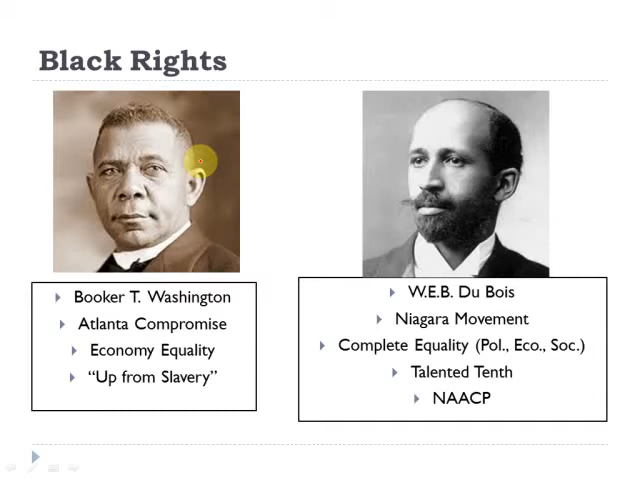 Black Rights
Booker T. Washington
Atlanta Compromise
Economy Equality
“Up from Slavery”
W.E.B. Du Bois
Niagara Movement
Complete Equality (Pol., Eco., Soc.)
Talented Tenth
NAACP